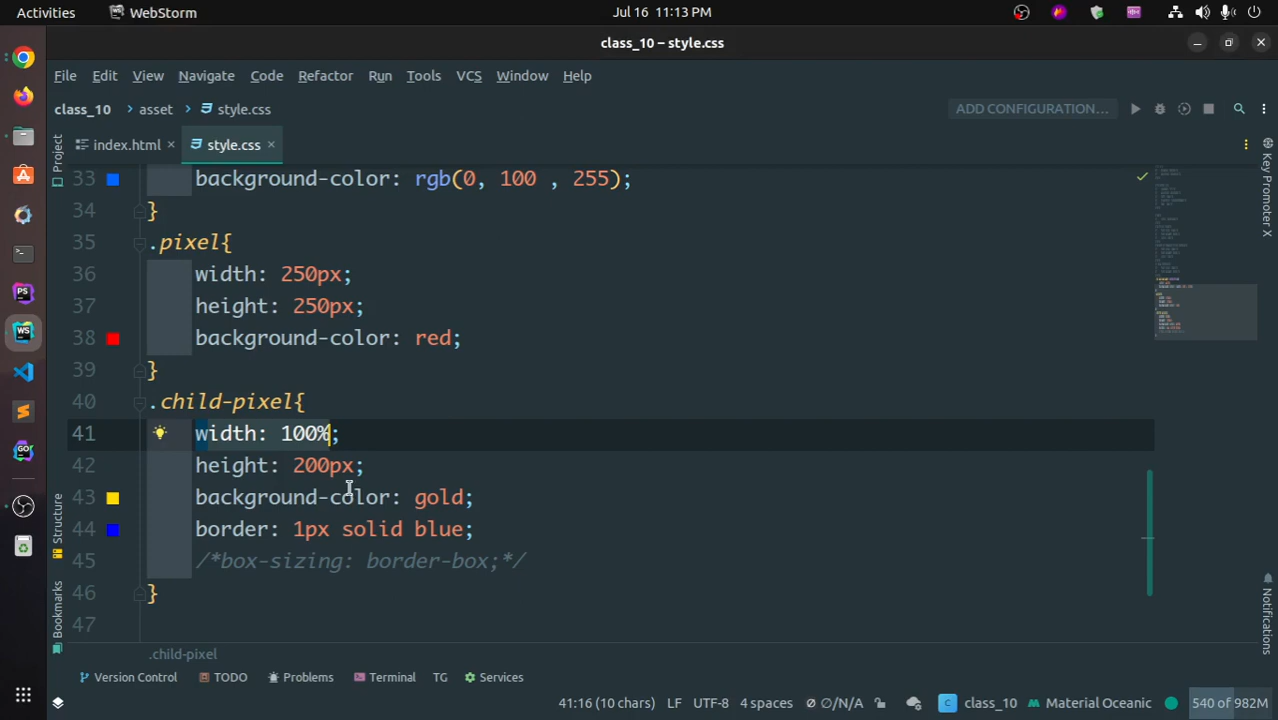 Activities
WebStorm
Jul 16 11:13 PM
class_10 – style.css
File Edit View Navigate Code Refactor Run Tools VCS Window Help
class_10 asset style.css
ADD CONFIGURATION...
index.html
style.css
Project
Structure
Bookmarks
Key Promoter X
Notifications
33 background-color: rgb(0, 100 , 255);
34 }
35 .pixel{
36 width: 250px;
37 height: 250px;
38 background-color: red;
39 }
40 .child-pixel{
41 width: 100%;
42 height: 200px;
43 background-color: gold;
44 border: 1px solid blue;
45 /*box-sizing: border-box;*/
46 }
47
.child-pixel
Version Control TODO Problems Terminal TG Services
41:16 (10 chars) LF UTF-8 4 spaces ∅/N/A C class_10 Material Oceanic 540 of 982M